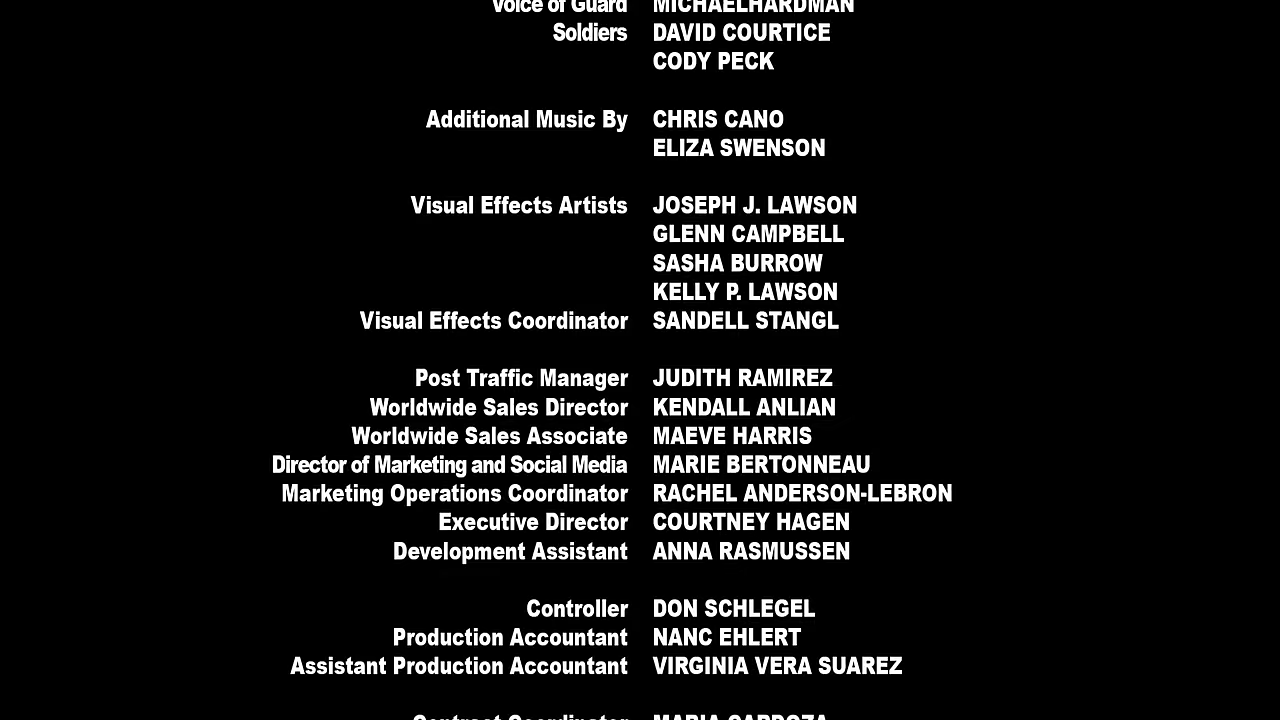 Voice of Guard MICHAELHARDMAN
Soldiers DAVID COURTICE
CODY PECK
Additional Music By CHRIS CANO
ELIZA SWENSON
Visual Effects Artists JOSEPH J. LAWSON
GLENN CAMPBELL
SASHA BURROW
KELLY P. LAWSON
Visual Effects Coordinator SANDELL STANGL
Post Traffic Manager JUDITH RAMIREZ
Worldwide Sales Director KENDALL ANLIAN
Worldwide Sales Associate MAEVE HARRIS
Director of Marketing and Social Media MARIE BERTONNEAU
Marketing Operations Coordinator RACHEL ANDERSON-LEBRON
Executive Director COURTNEY HAGEN
Development Assistant ANNA RASMUSSEN
Controller DON SCHLEGEL
Production Accountant NANC EHLERT
Assistant Production Accountant VIRGINIA VERA SUAREZ
Contract Coordinator MARIA CARDOZA